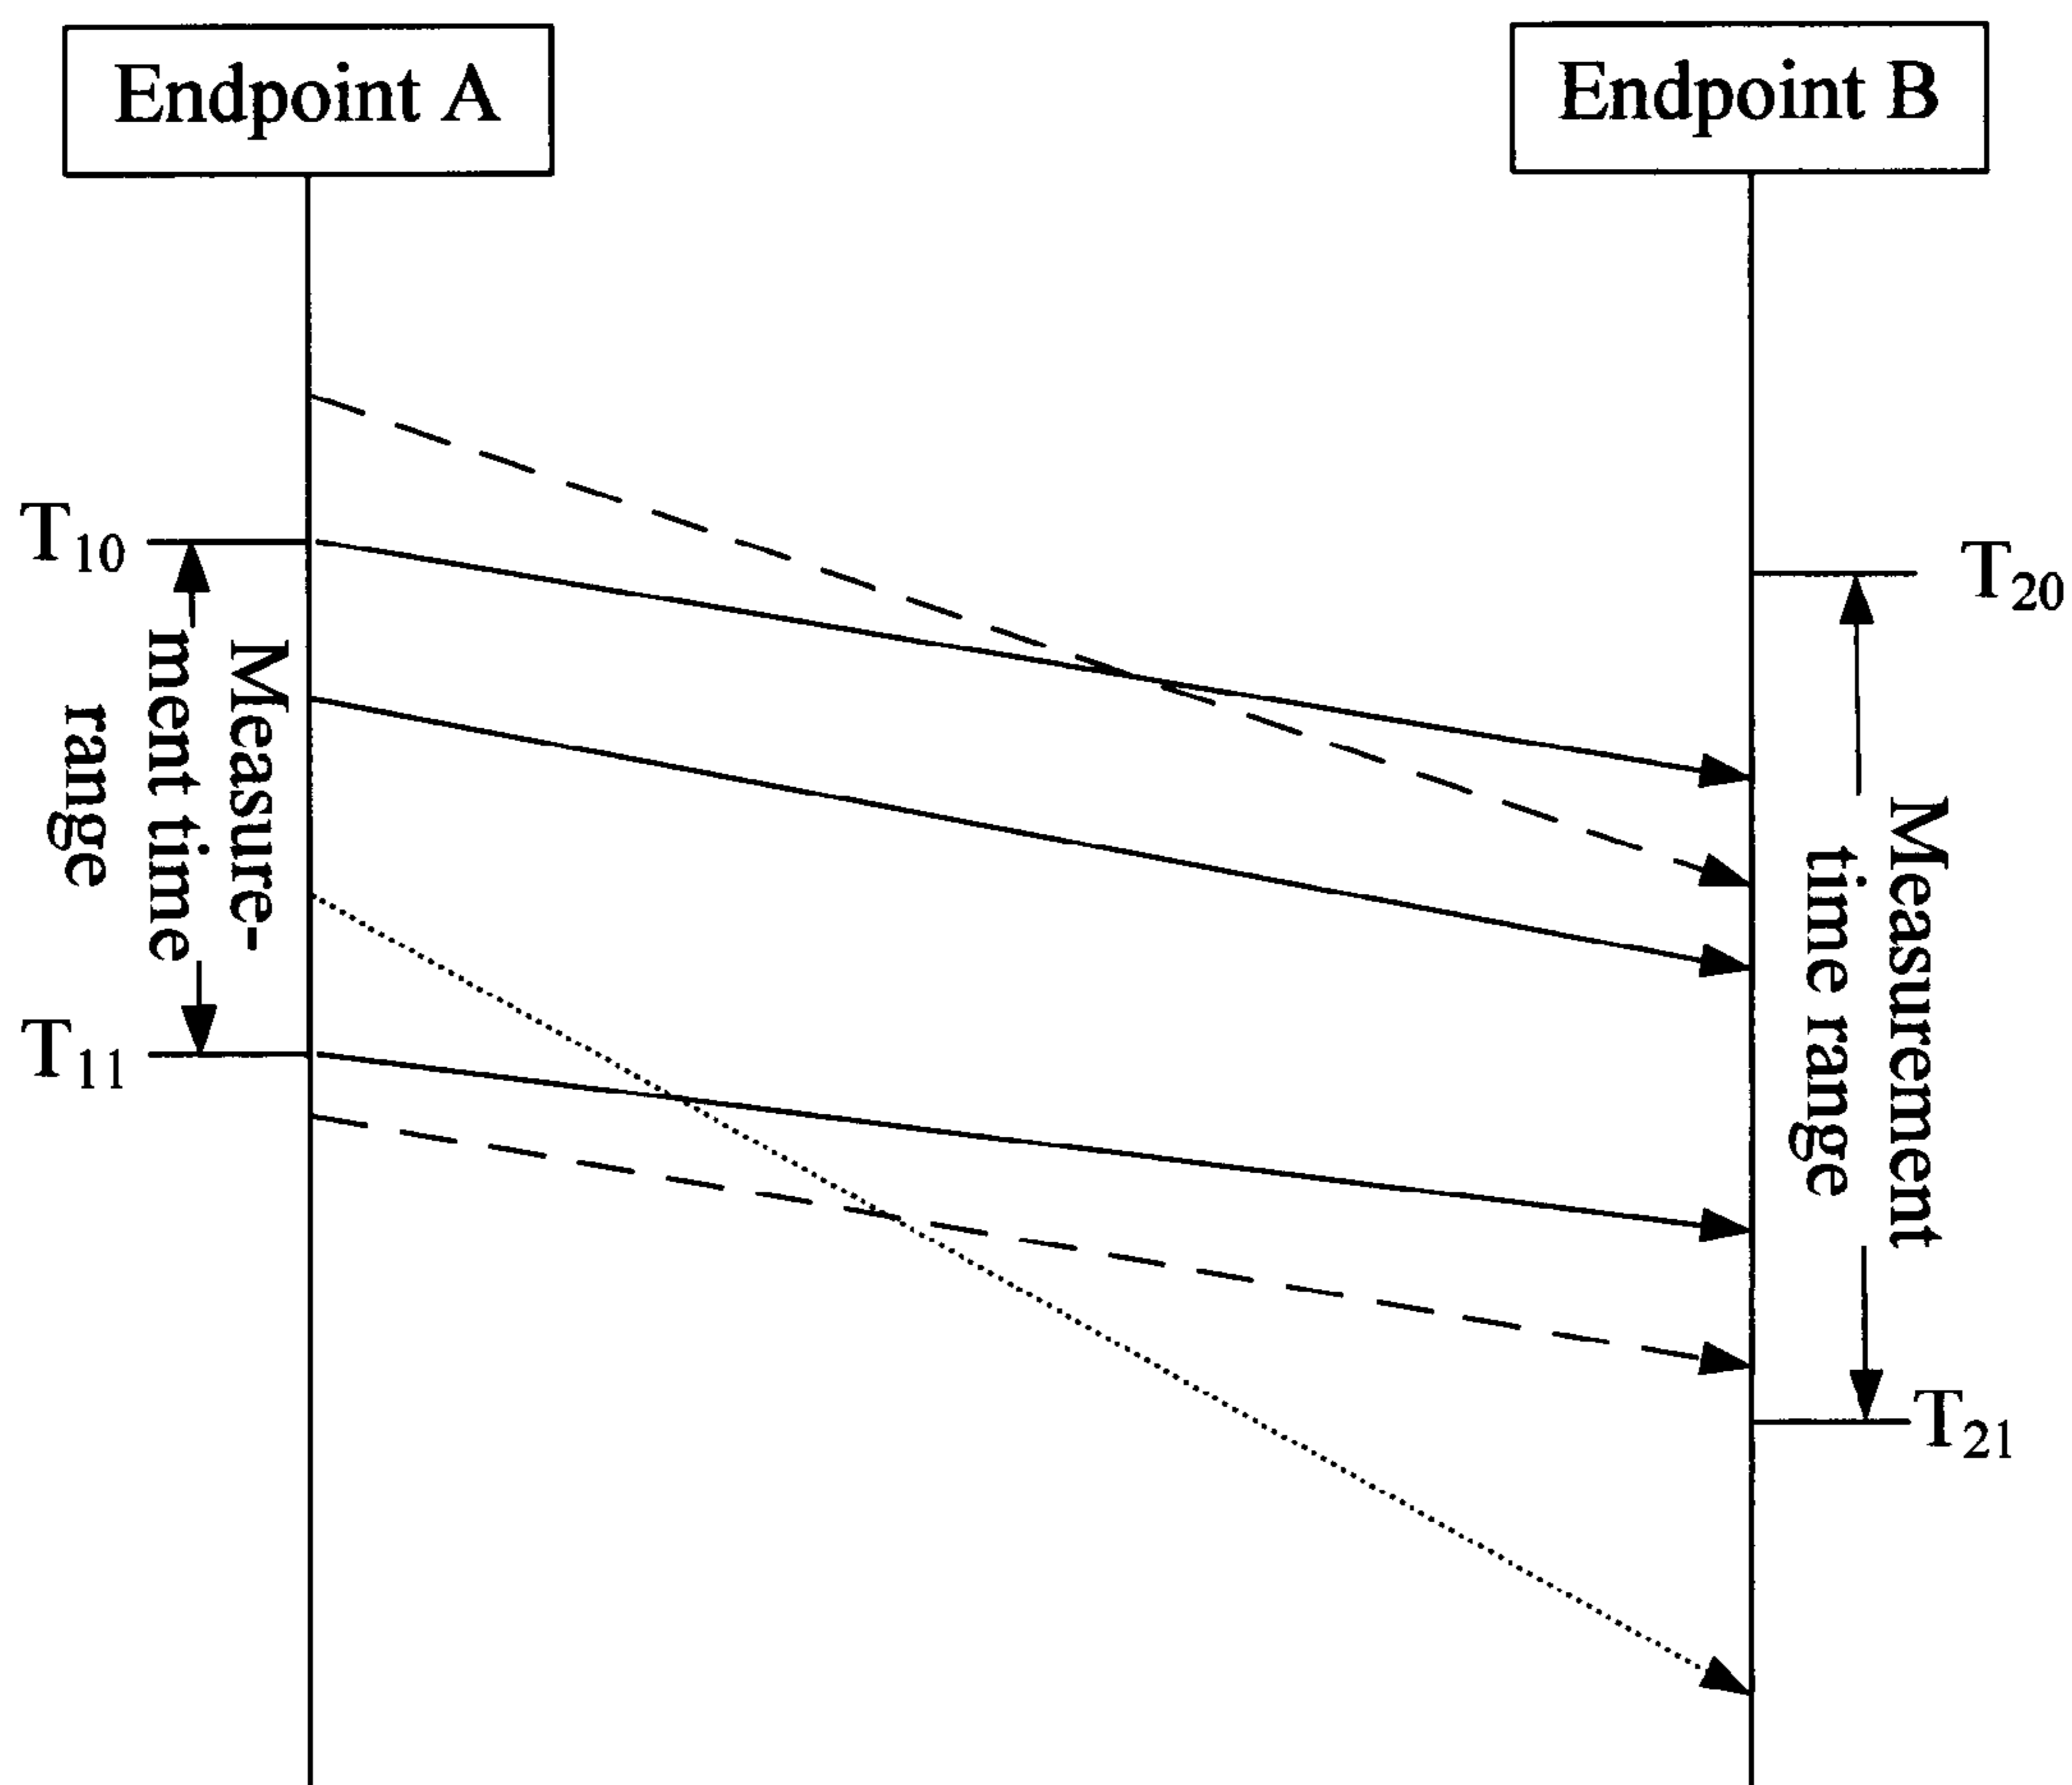 Endpoint A
Endpoint B
T10
T20
Measure-
ment time
range
Measurement
time range
T11
T21